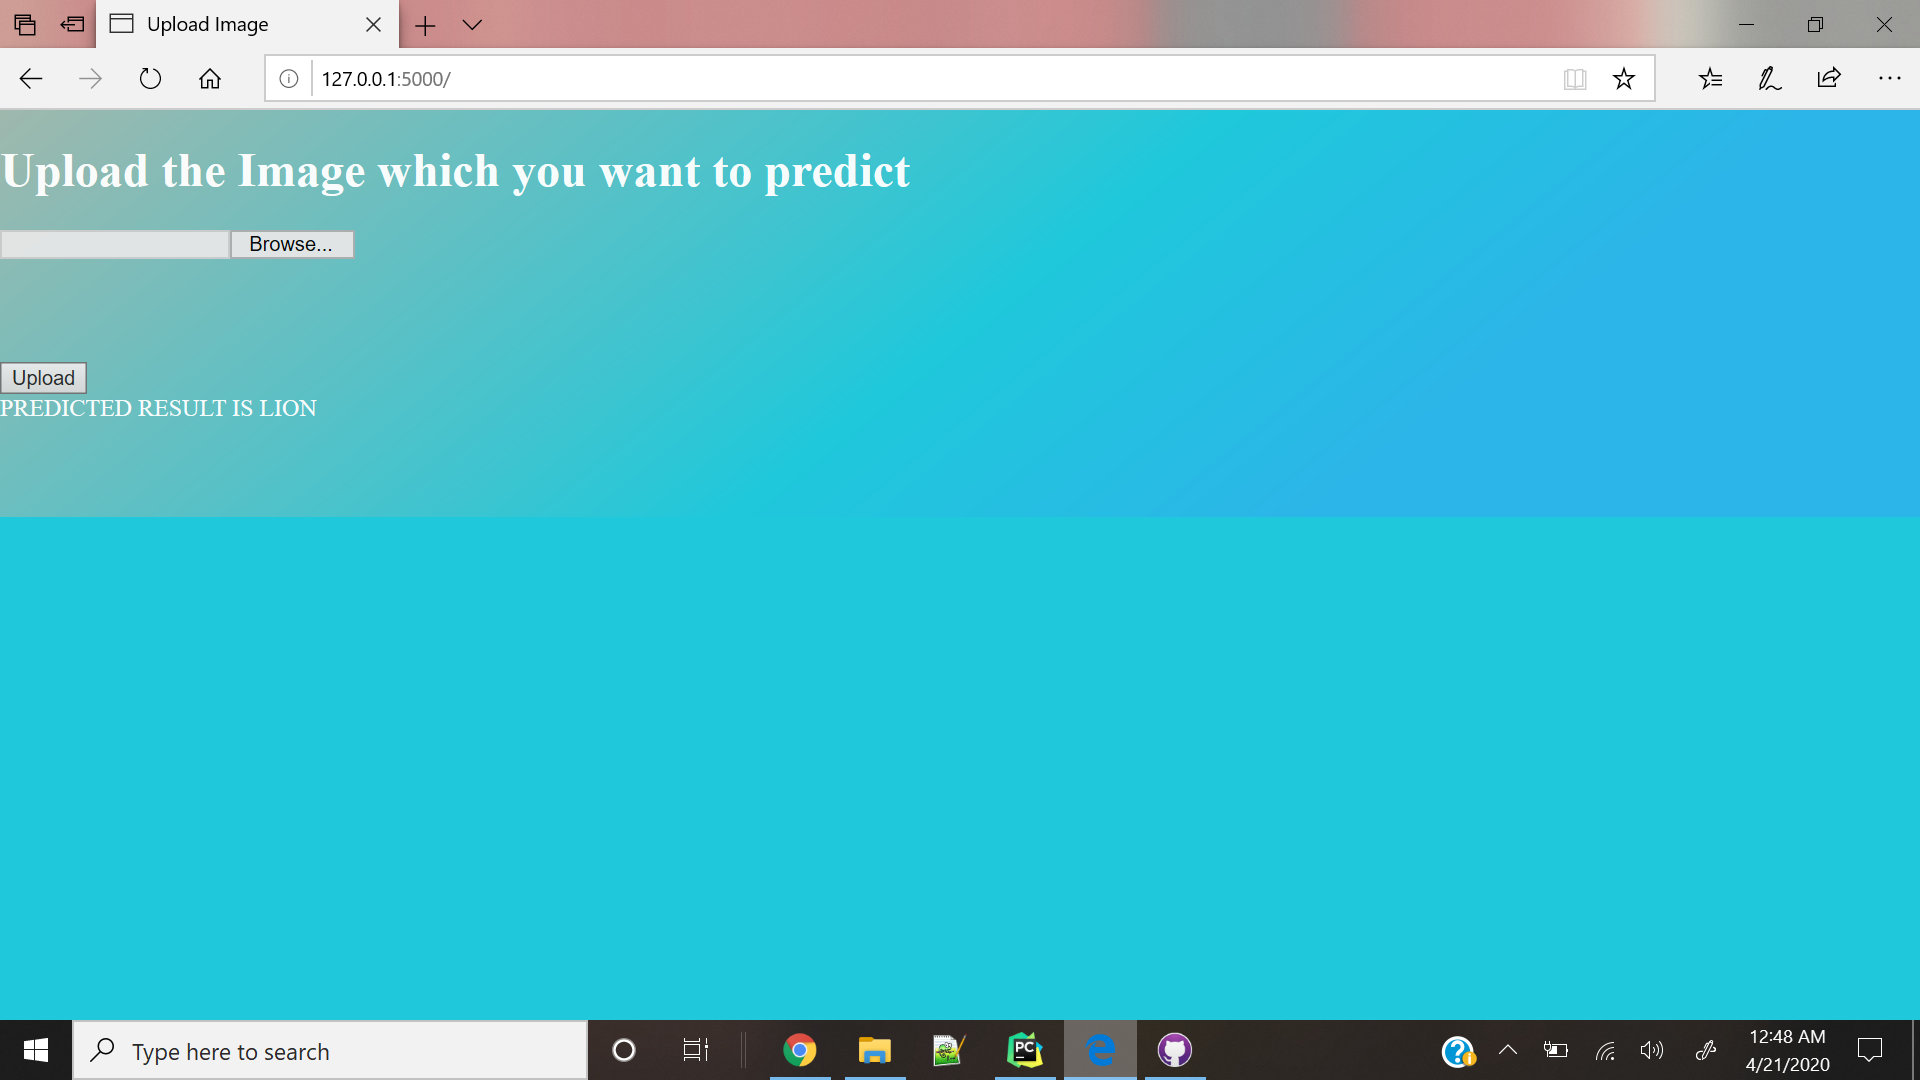 Upload Image
127.0.0.1:5000/
Upload the Image which you want to predict
Browse...
Upload
PREDICTED RESULT IS LION
Type here to search
PC
12:48 AM
4/21/2020